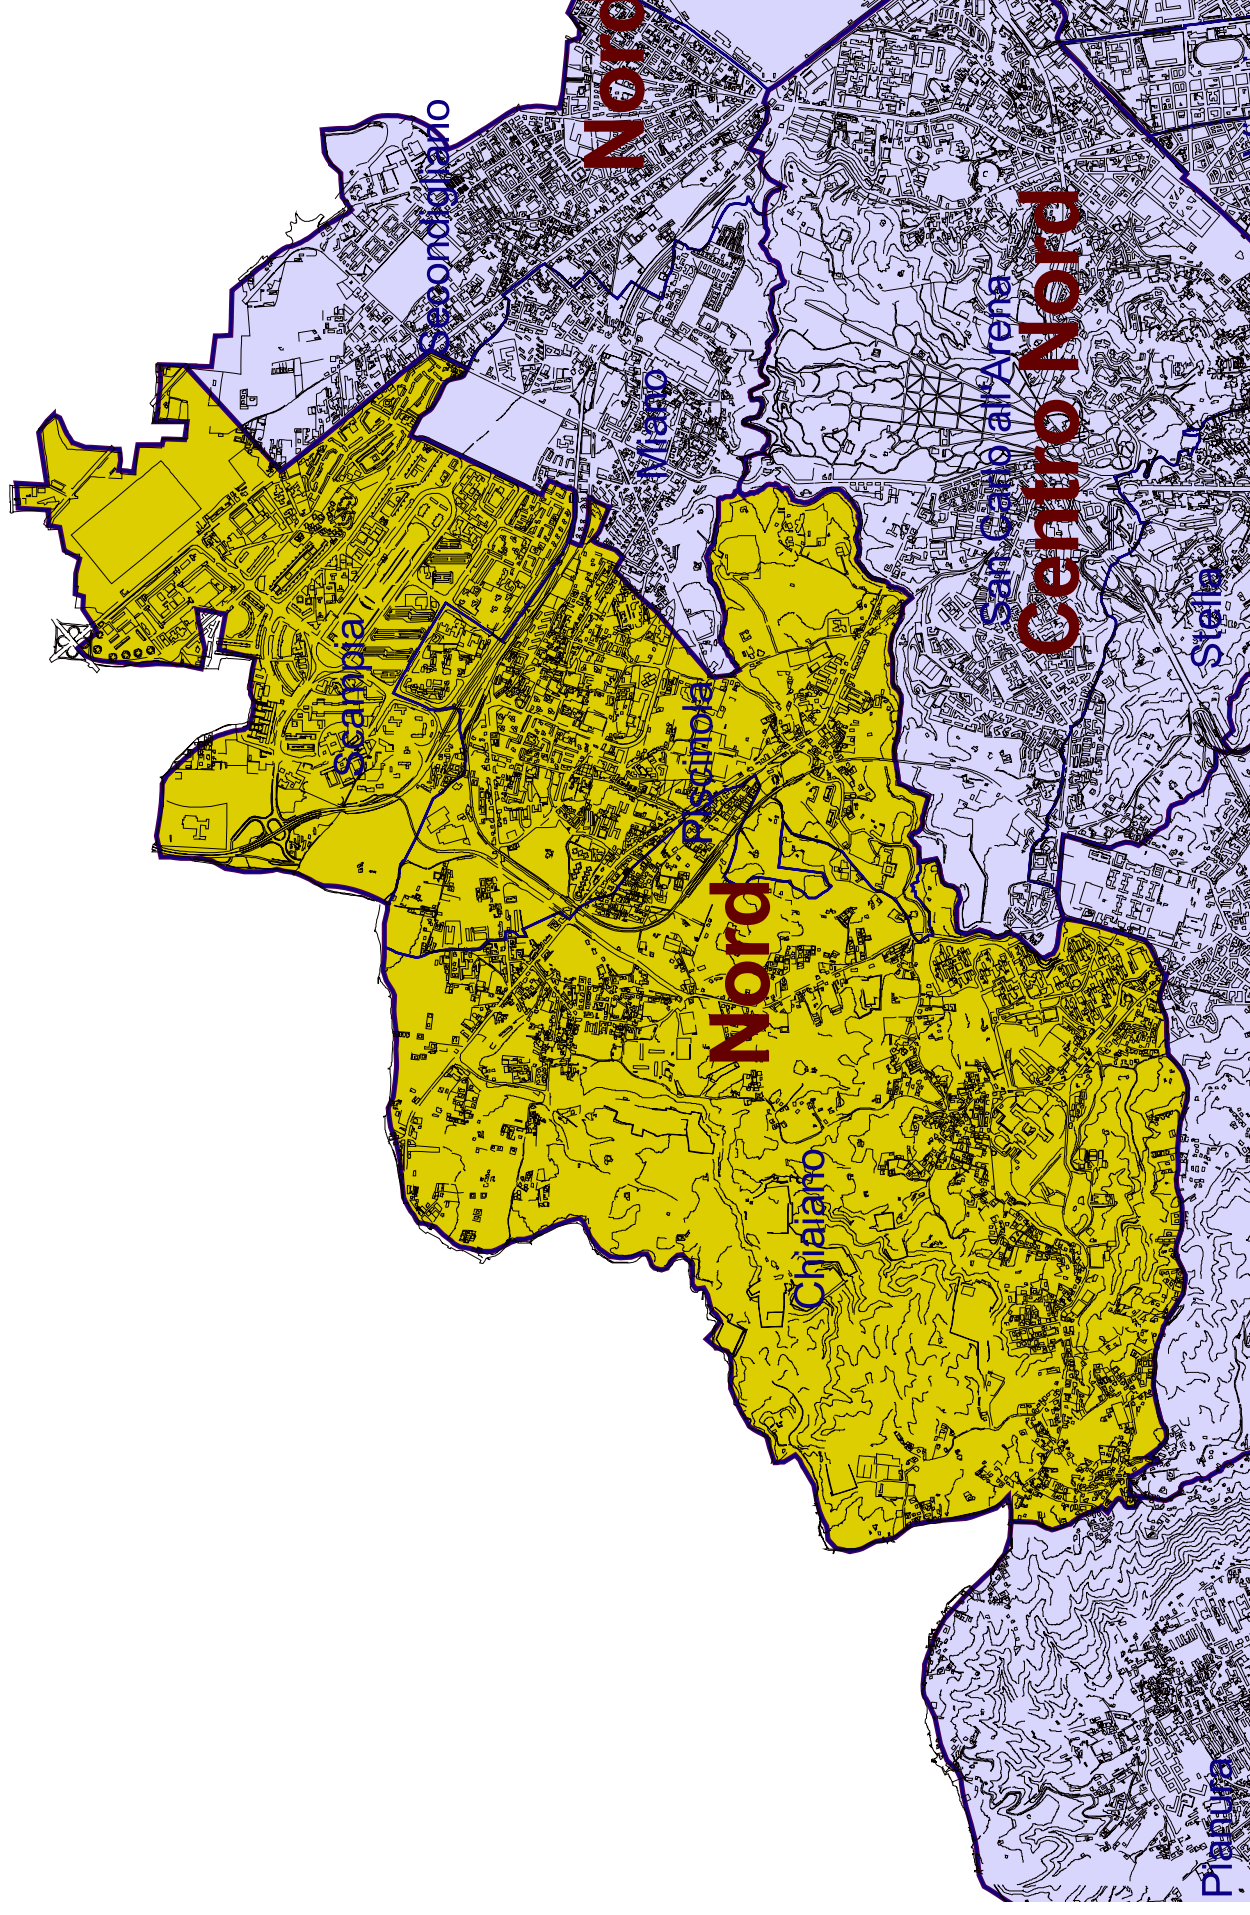 Secondigliano
Nord
Scampia
Miano
San Carlo all'Arena
Centro Nord
Stella
Piscinola
Nord
Chiaiano
Pianura